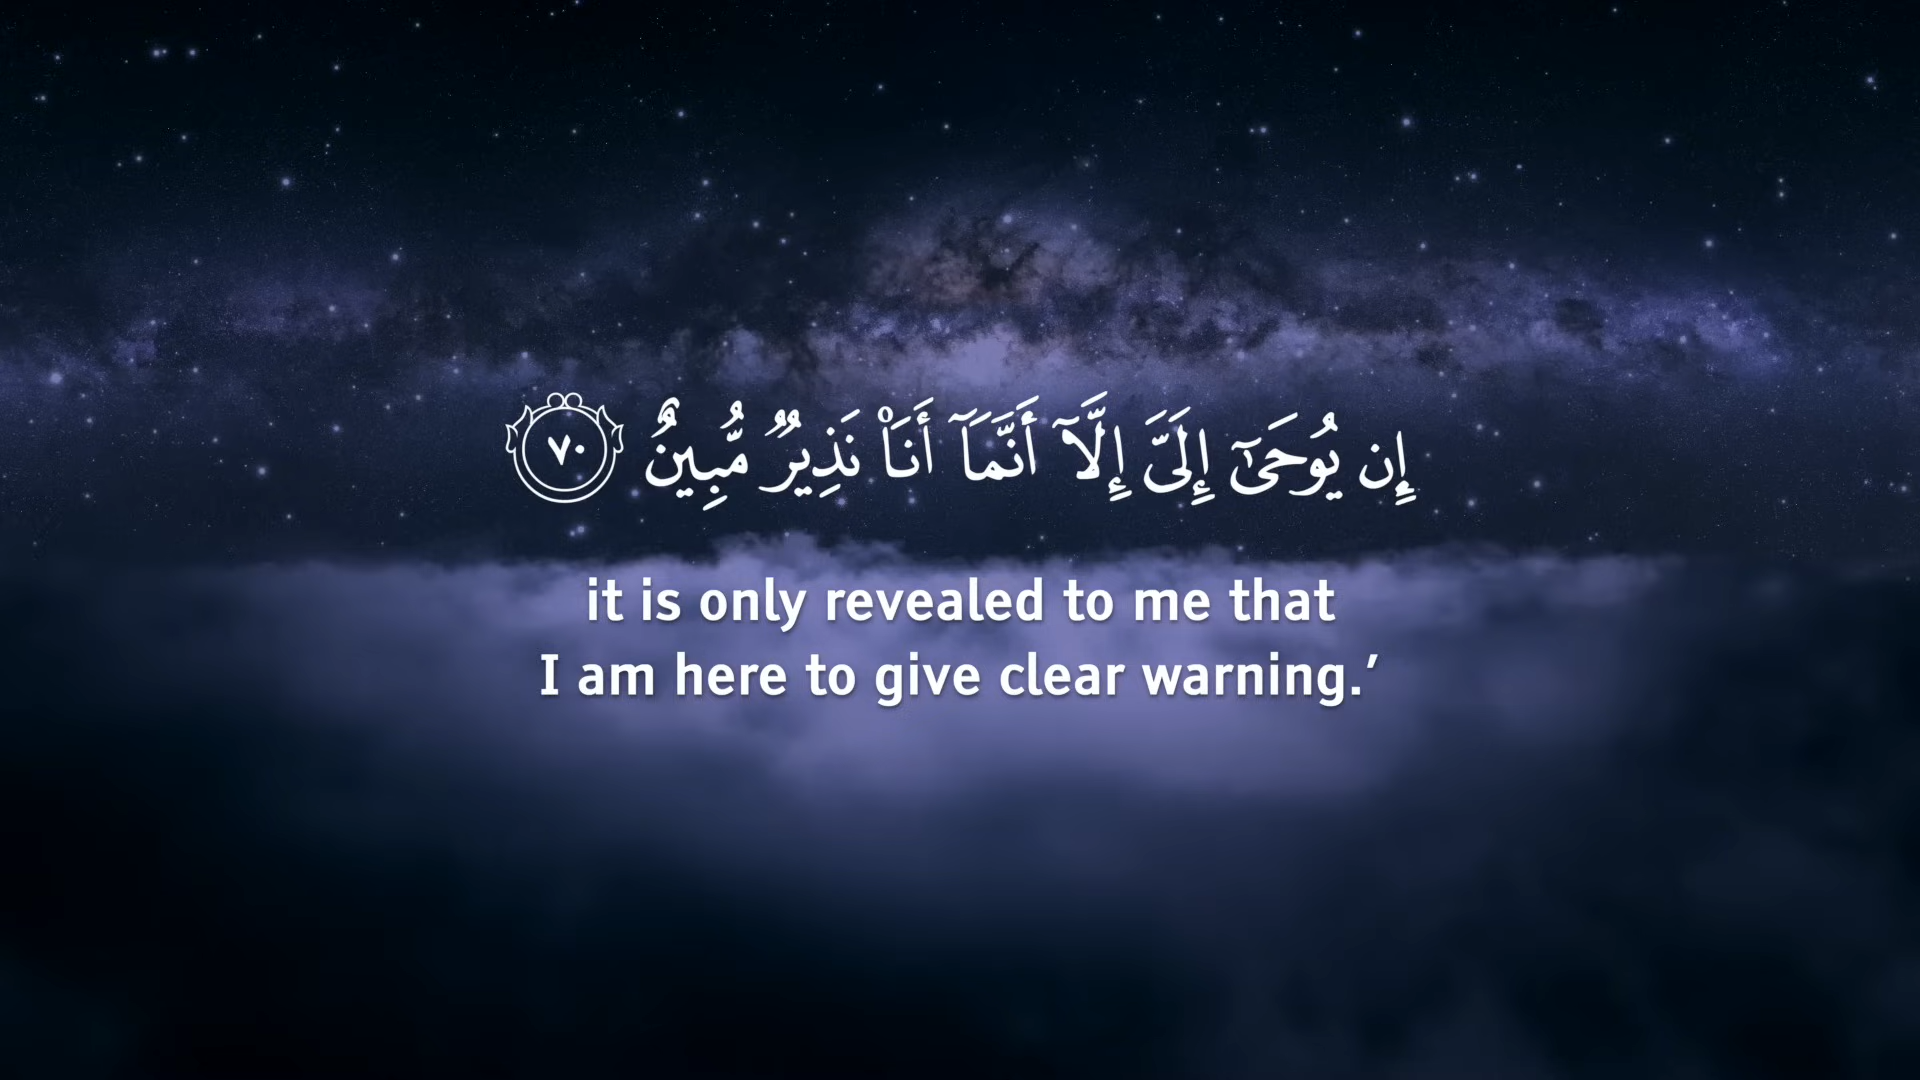 إِن يُوحَىٰٓ إِلَىَّ إِلَّآ أَنَّمَآ أَنَا۠ نَذِيرٌۭ مُّبِينٌ ٧٠
it is only revealed to me that
I am here to give clear warning.’